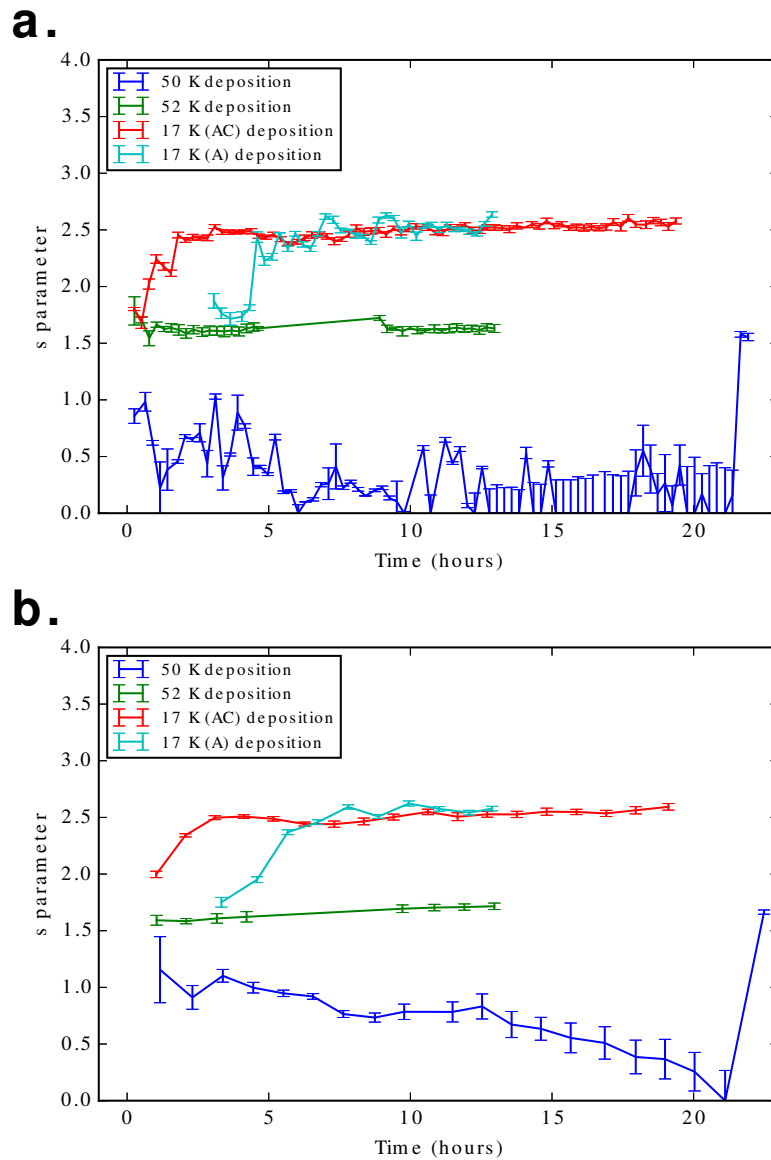 a.
4.0
3.5
3.0
2.5
2.0
1.5
1.0
0.5
0.0
s parameter
50 K deposition
52 K deposition
17 K (AC) deposition
17 K (A) deposition
0 5 10 15 20
Time (hours)
b.
4.0
3.5
3.0
2.5
2.0
1.5
1.0
0.5
0.0
s parameter
50 K deposition
52 K deposition
17 K (AC) deposition
17 K (A) deposition
0 5 10 15 20
Time (hours)